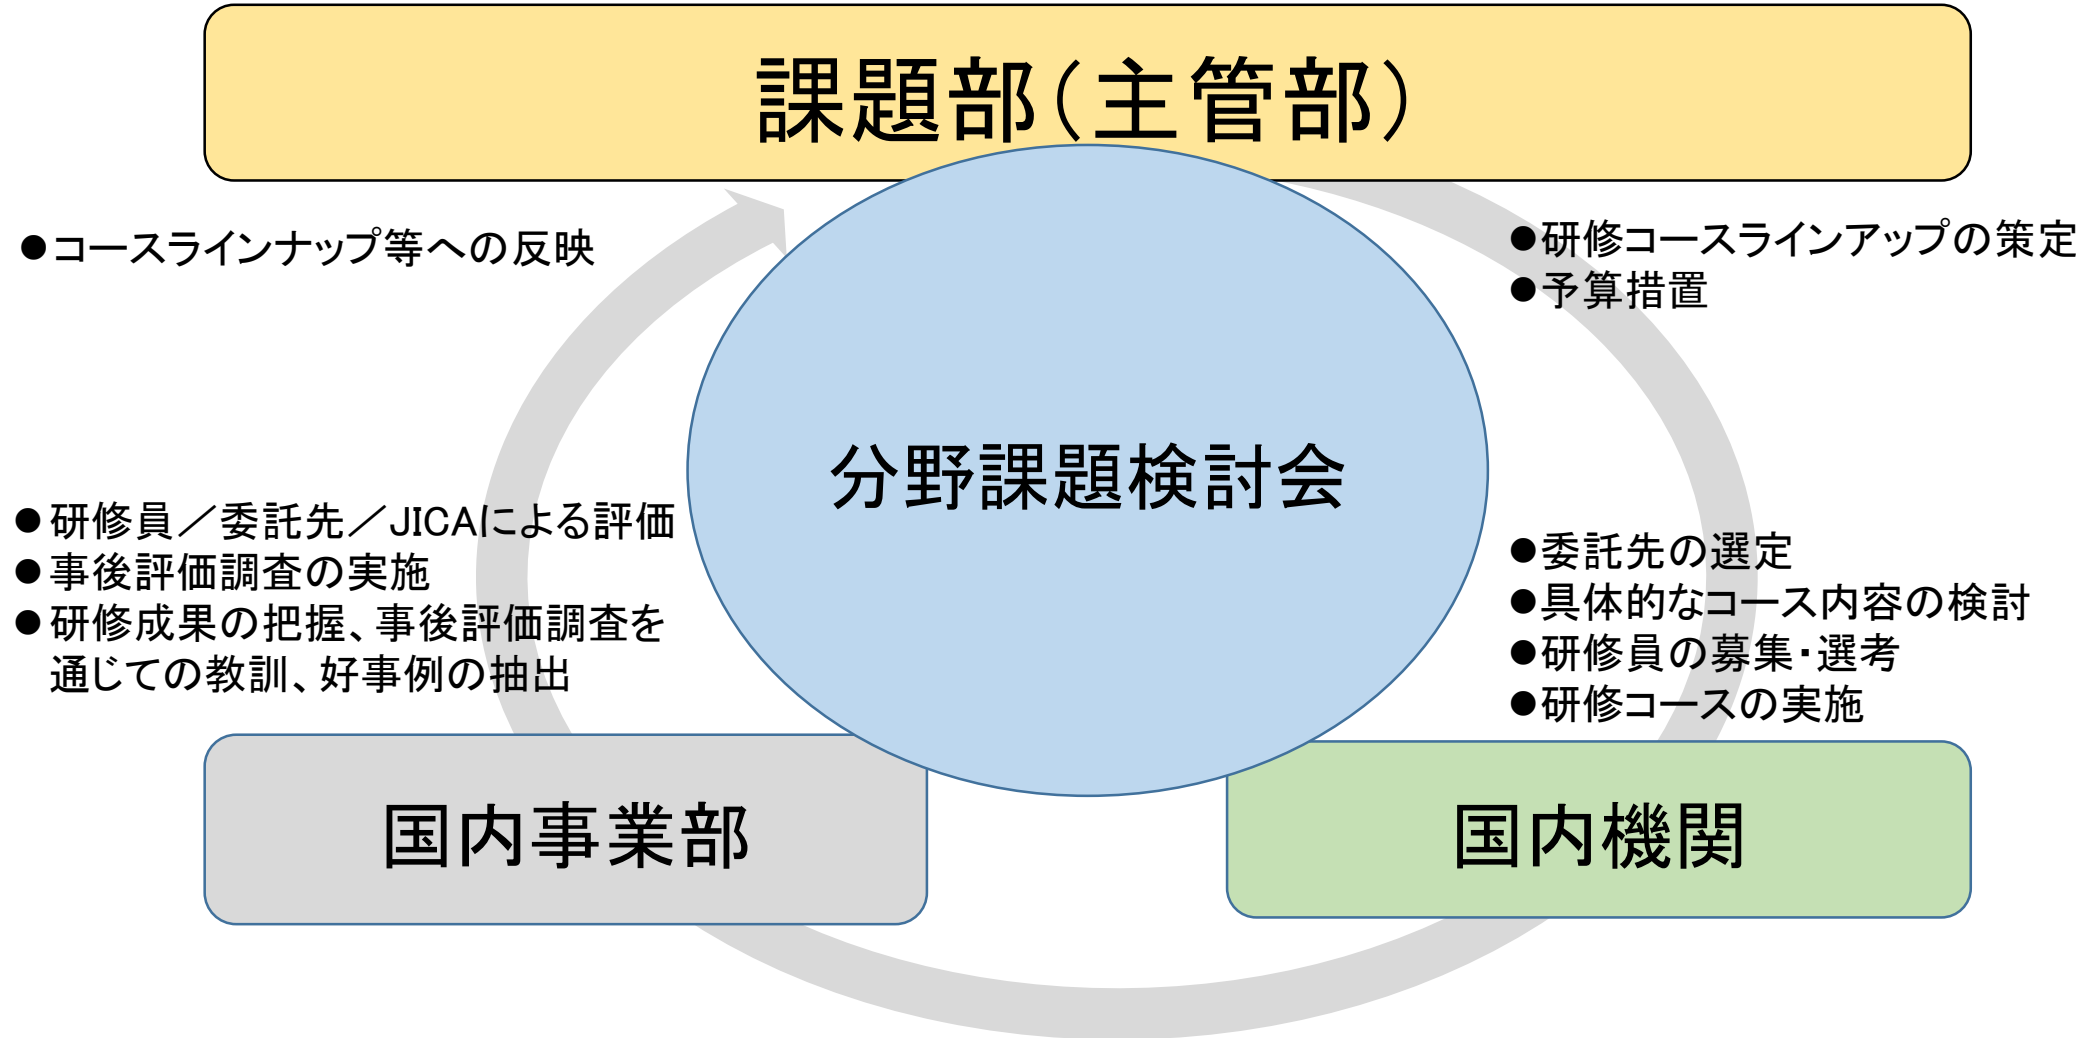 課題部（主管部）
●コースラインナップ等への反映
●研修コースラインアップの策定
●予算措置
分野課題検討会
●研修員／委託先／JICAによる評価
●事後評価調査の実施
●研修成果の把握、事後評価調査を
通じての教訓、好事例の抽出
●委託先の選定
●具体的なコース内容の検討
●研修員の募集・選考
●研修コースの実施
国内事業部
国内機関